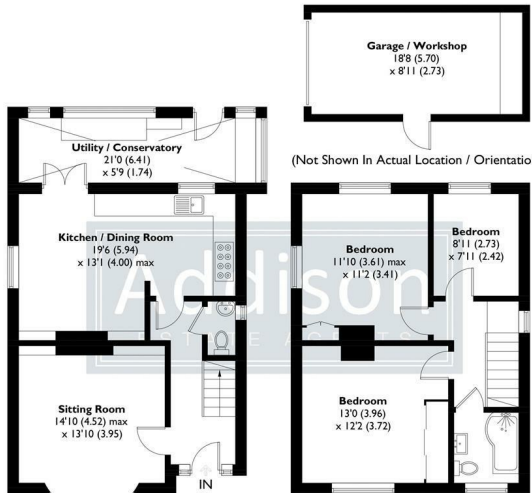 Garage / Workshop
18'8 (5.70)
x 8'11 (2.73)
(Not Shown In Actual Location / Orientatio
Utility / Conservatory
21'0 (6.41)
x 5'9 (1.74)
Kitchen / Dining Room
19'6 (5.94)
x 13'1 (4.00) max
Sitting Room
14'10 (4.52) max
x 13'10 (3.95)
IN
Bedroom
11'10 (3.61) max
x 11'2 (3.41)
Bedroom
8'11 (2.73)
x 7'11 (2.42)
Bedroom
13'0 (3.96)
x 12'2 (3.72)
Addison
ESTATE AGENTS